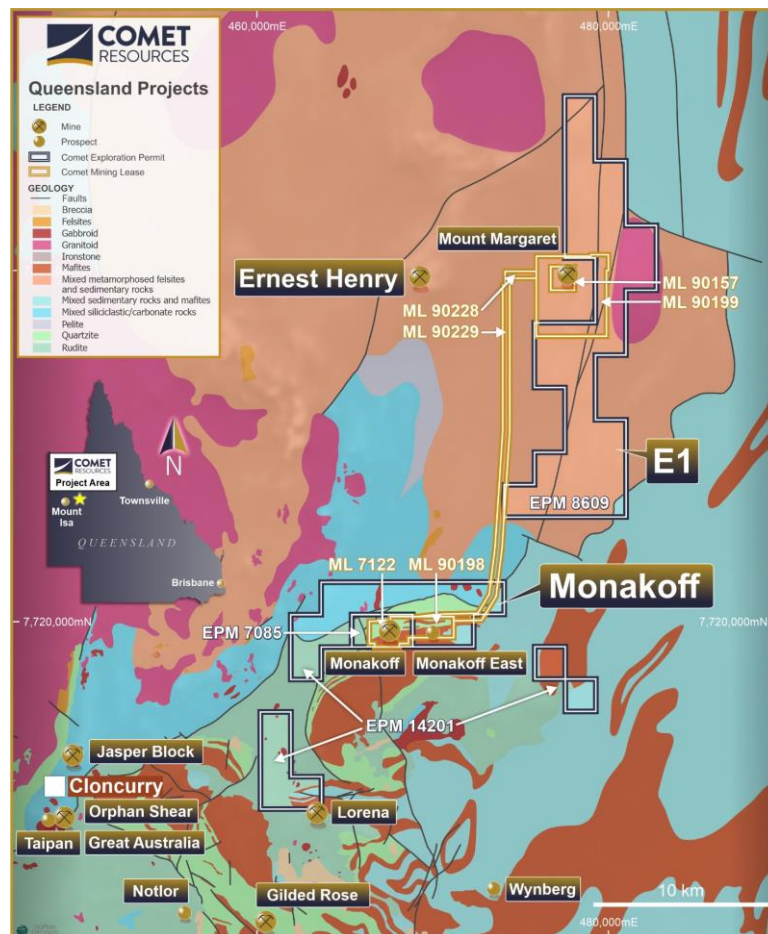 460,000mE
480,000mE
COMET
RESOURCES
Queensland Projects
LEGEND
Mine
Prospect
Comet Exploration Permit
Comet Mining Lease
GEOLOGY
Faults
Breccia
Felsites
Gabbroid
Granitoid
Ironstone
Mafites
Mixed metamorphosed felsites
and sedimentary rocks
Mixed sedimentary rocks and mafites
Mixed siliciclastic/carbonate rocks
Pelite
Quartzite
Rudite
Mount Margaret
Ernest Henry
ML 90157
ML 90228
ML 90199
ML 90229
COMET
RESOURCES
Project Area
Townsville
Mount
Isa
QUEENSLAND
Brisbane
N
E1
EPM 8609
ML 7122
ML 90198
Monakoff
7,720,000mN
EPM 7085
7,720,000mN
Monakoff
Monakoff East
EPM 14201
Jasper Block
Cloncurry
Orphan Shear
Lorena
Taipan
Great Australia
Notlor
Gilded Rose
Wynberg
10 km
480,000mE